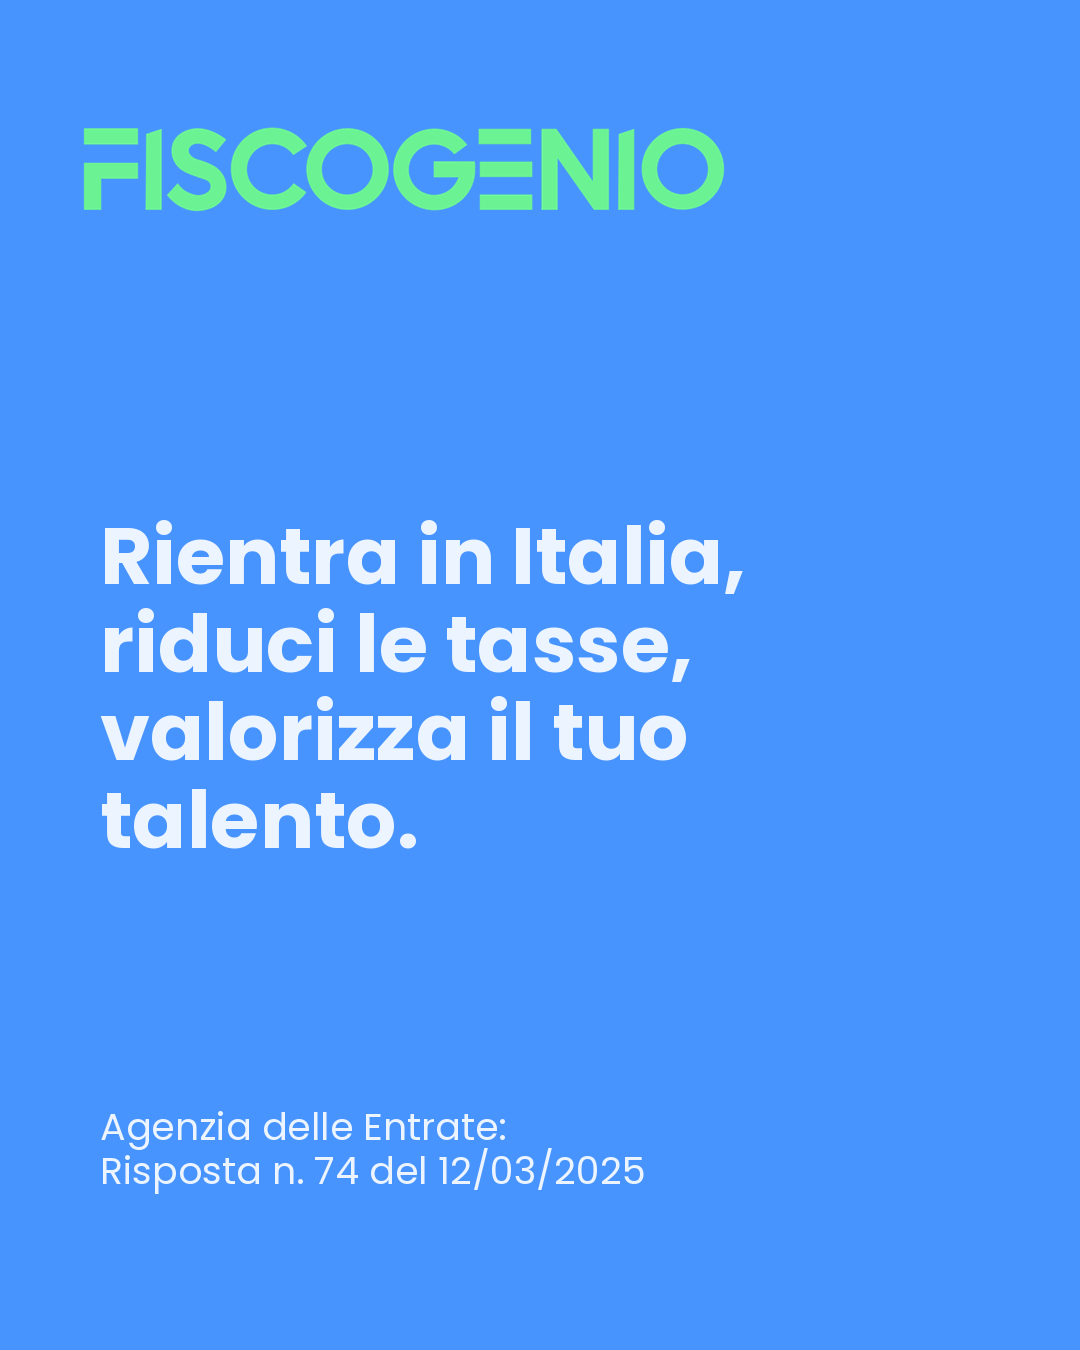 FISCOGENIO
Rientra in Italia,
riduci le tasse,
valorizza il tuo
talento.
Agenzia delle Entrate:
Risposta n. 74 del 12/03/2025